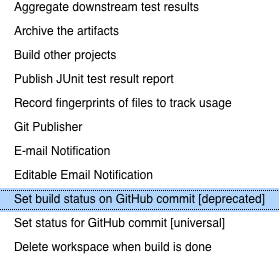 Aggregate downstream test results
Archive the artifacts
Build other projects
Publish JUnit test result report
Record fingerprints of files to track usage
Git Publisher
E-mail Notification
Editable Email Notification
Set build status on GitHub commit [deprecated]
Set status for GitHub commit [universal]
Delete workspace when build is done